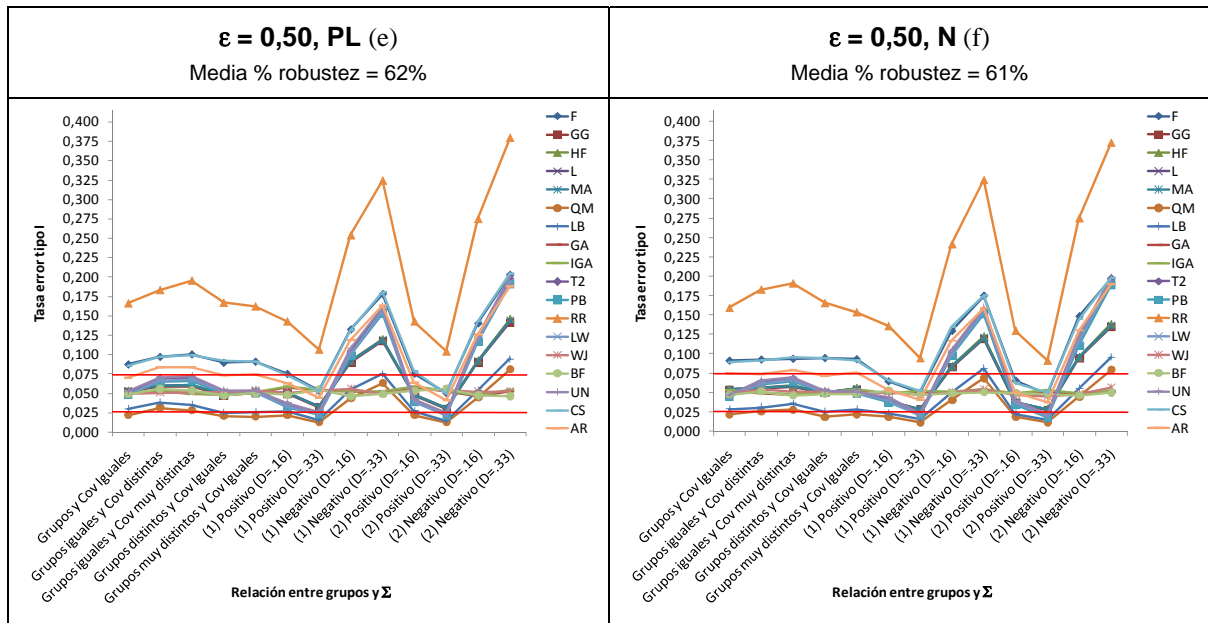 ε = 0,50, PL (e)
Media % robustez = 62%
0,400
0,375
0,350
0,325
0,300
0,275
0,250
0,225
0,200
0,175
0,150
0,125
0,100
0,075
0,050
0,025
0,000
Tasa error tipo I
Grupos y Cov Iguales
Grupos iguales y Cov distintas
Grupos iguales y Cov muy distintas
Grupos distintos y Cov Iguales
Grupos muy distintos y Cov Iguales
(1) Positivo (D=.16)
(1) Positivo (D=.33)
(1) Negativo (D=.16)
(1) Negativo (D=.33)
(2) Positivo (D=.16)
(2) Positivo (D=.33)
(2) Negativo (D=.16)
(2) Negativo (D=.33)
Relación entre grupos y Σ
F
GG
HF
L
MA
QM
LB
GA
IGA
T2
PB
RR
LW
WJ
BF
UN
CS
AR
ε = 0,50, N (f)
Media % robustez = 61%
0,400
0,375
0,350
0,325
0,300
0,275
0,250
0,225
0,200
0,175
0,150
0,125
0,100
0,075
0,050
0,025
0,000
Tasa error tipo I
Grupos y Cov Iguales
Grupos iguales y Cov distintas
Grupos iguales y Cov muy distintas
Grupos distintos y Cov Iguales
Grupos muy distintos y Cov Iguales
(1) Positivo (D=.16)
(1) Positivo (D=.33)
(1) Negativo (D=.16)
(1) Negativo (D=.33)
(2) Positivo (D=.16)
(2) Positivo (D=.33)
(2) Negativo (D=.16)
(2) Negativo (D=.33)
Relación entre grupos y Σ
F
GG
HF
L
MA
QM
LB
GA
IGA
T2
PB
RR
LW
WJ
BF
UN
CS
AR